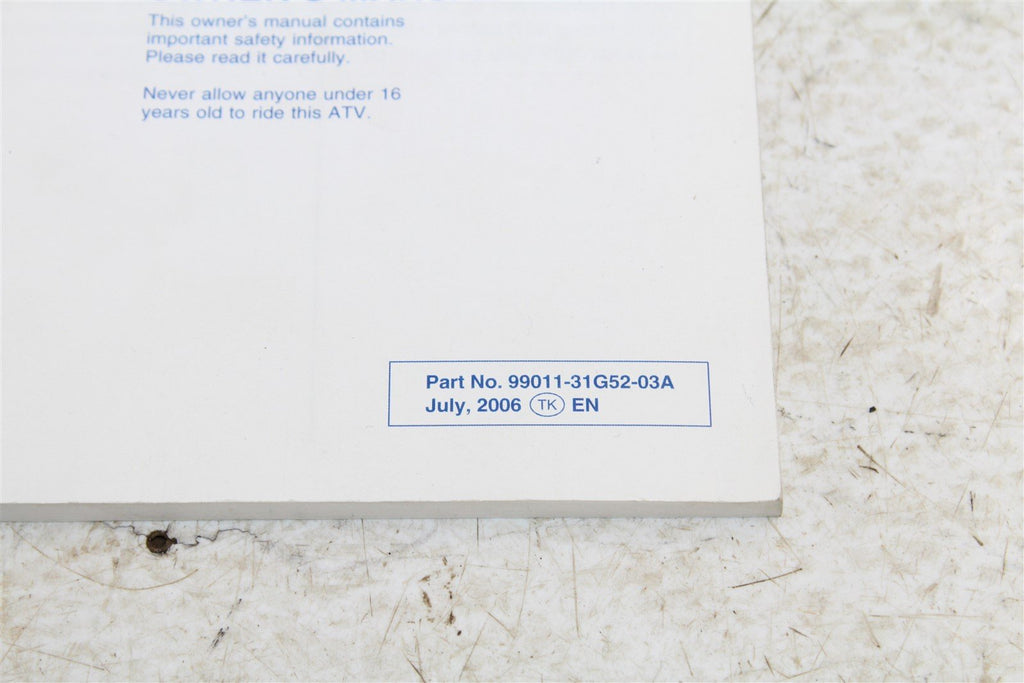 This owner's manual contains
important safety information.
Please read it carefully.
Never allow anyone under 16
years old to ride this ATV.
Part No. 99011-31G52-03A
July, 2006 TK EN